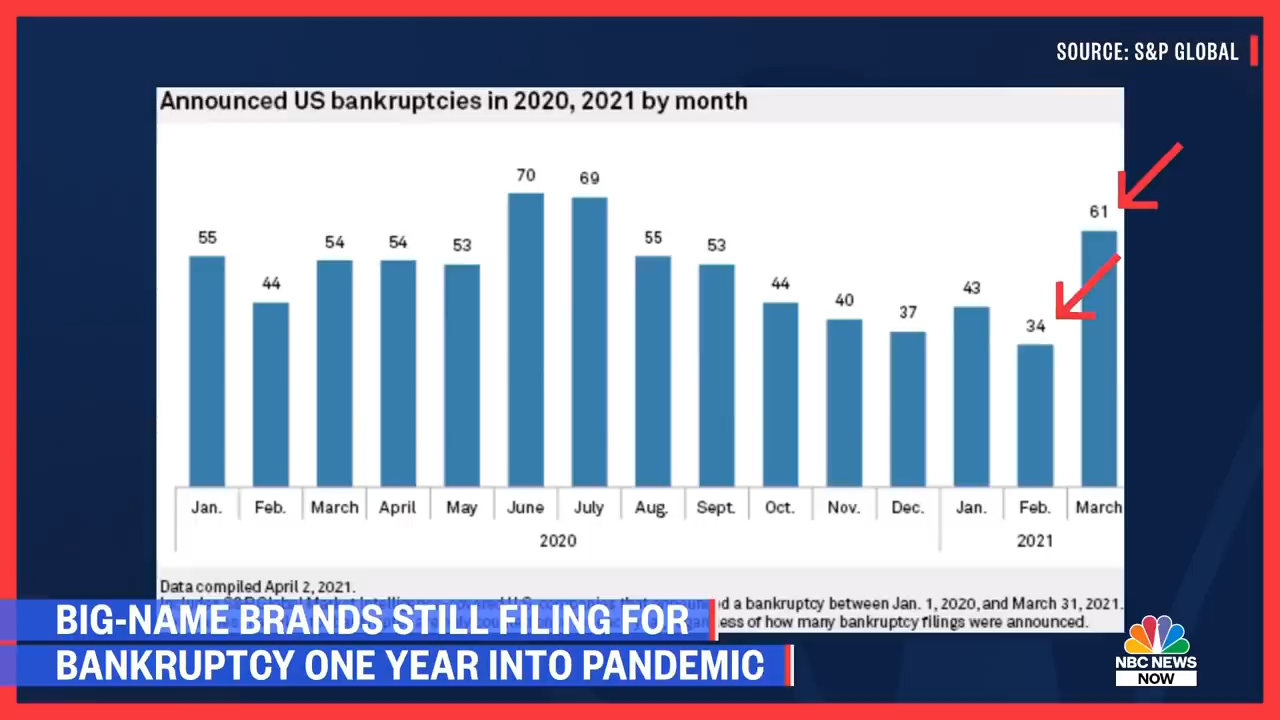 SOURCE: S&P GLOBAL
Announced US bankruptcies in 2020, 2021 by month
55 44 54 54 53 70 69 55 53 44 40 37 43 34 61
Jan. Feb. March April May June July Aug. Sept. Oct. Nov. Dec. Jan. Feb. March
2020 2021
Data compiled April 2, 2021.
a bankruptcy between Jan. 1, 2020, and March 31, 2021.
of how many bankruptcy filings were announced.
BIG-NAME BRANDS STILL FILING FOR
BANKRUPTCY ONE YEAR INTO PANDEMIC
NBC NEWS
NOW